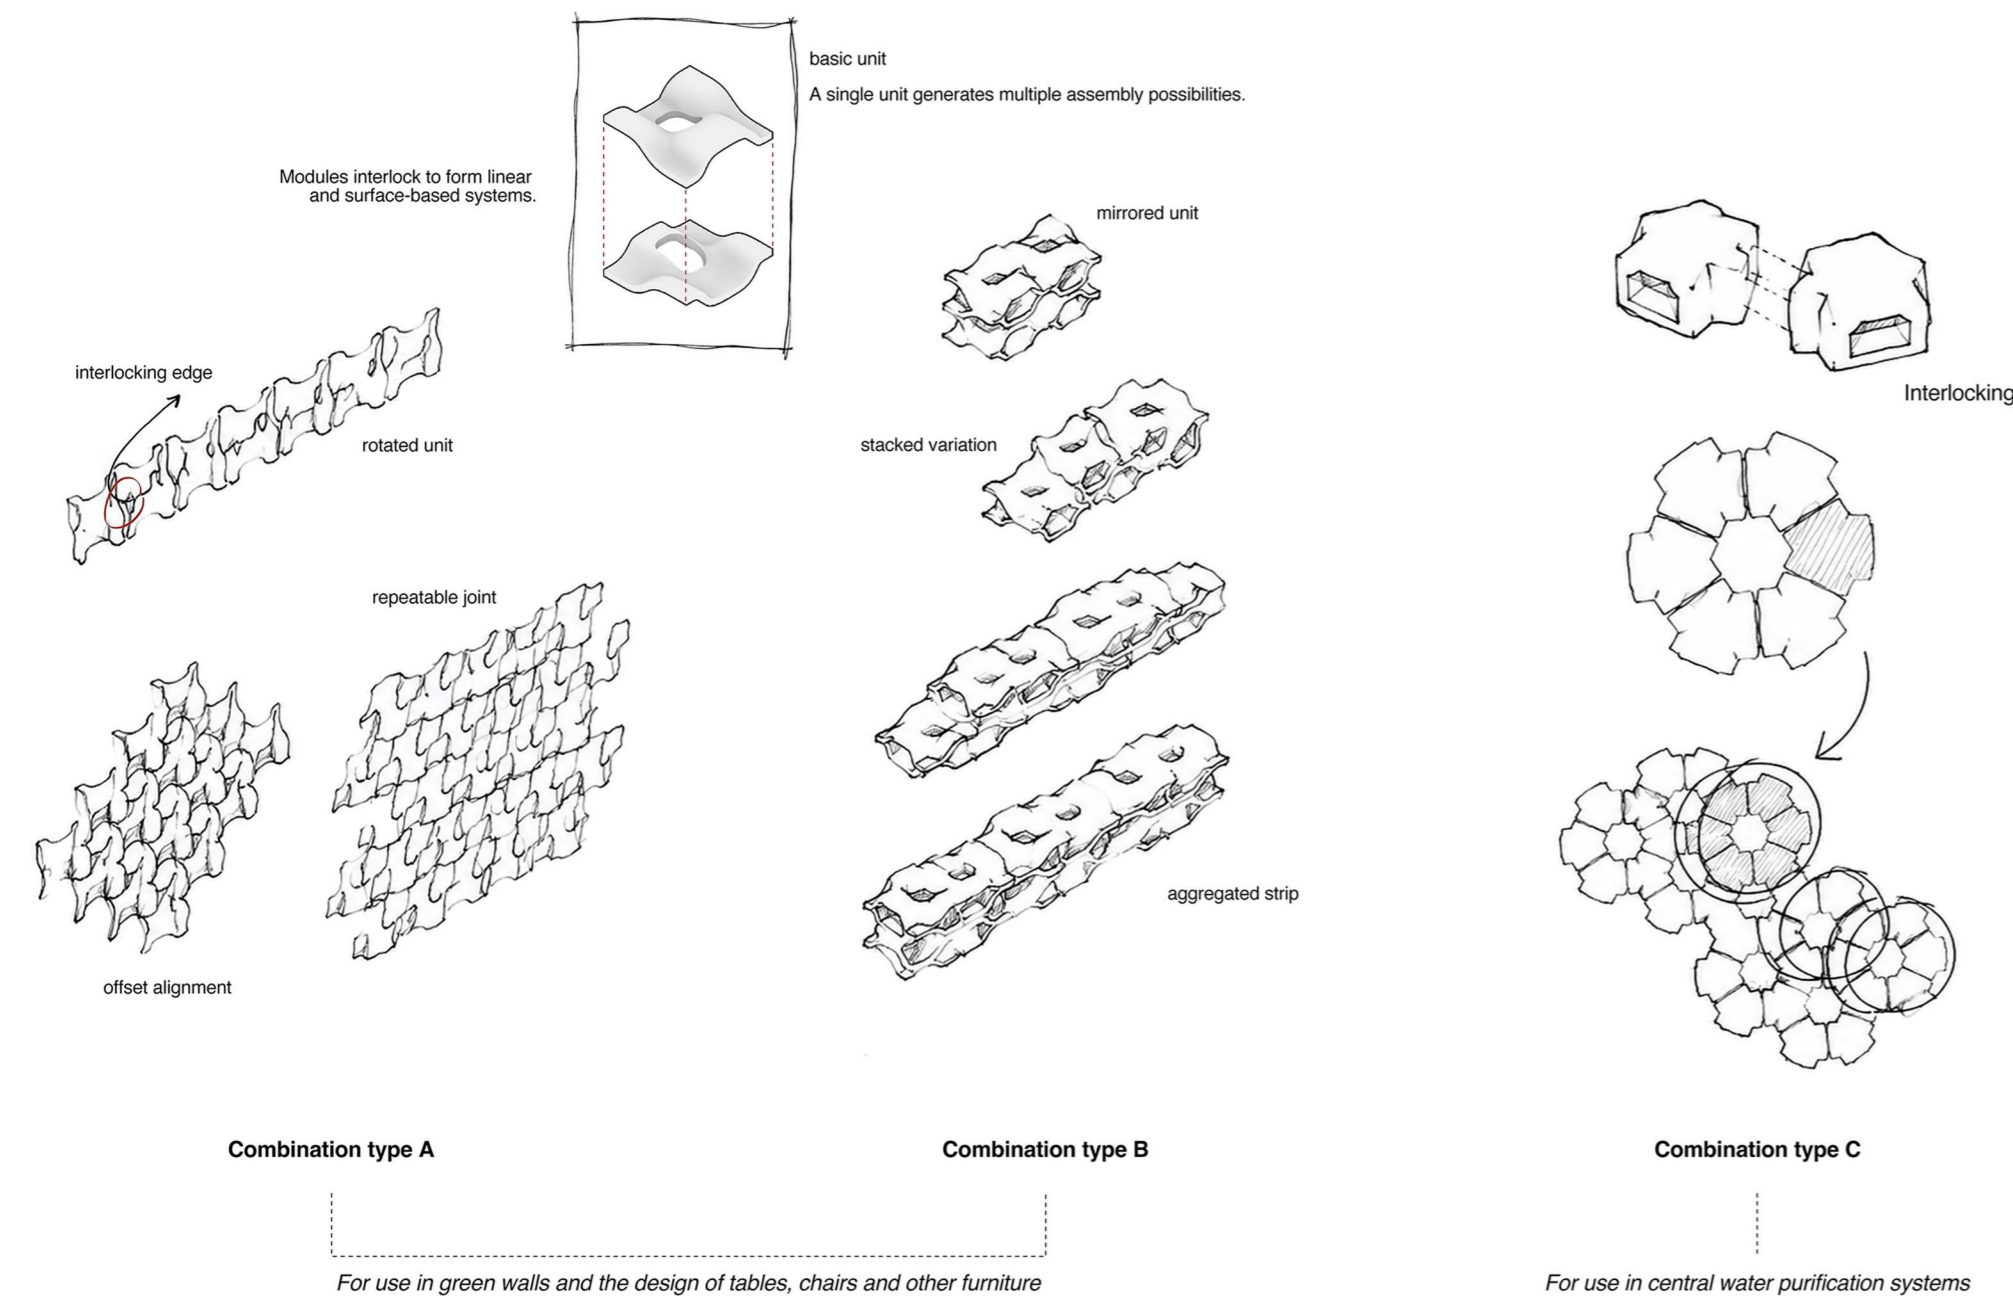 basic unit
A single unit generates multiple assembly possibilities.
Modules interlock to form linear
and surface-based systems.
mirrored unit
interlocking edge
rotated unit
stacked variation
Interlocking
repeatable joint
aggregated strip
offset alignment
Combination type A
Combination type B
Combination type C
For use in green walls and the design of tables, chairs and other furniture
For use in central water purification systems